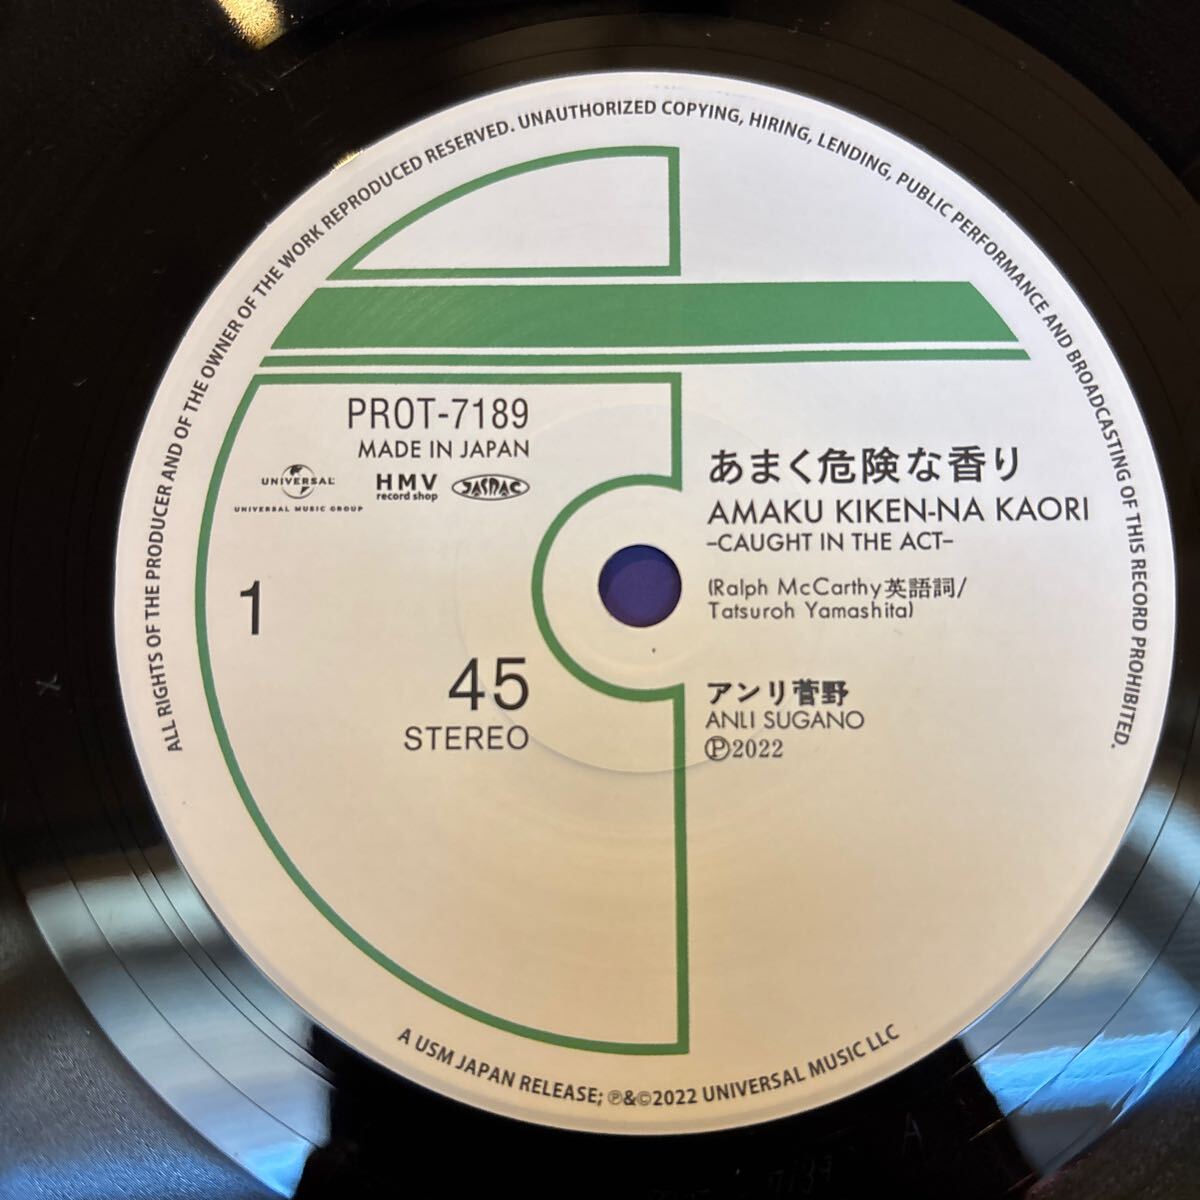 ALL RIGHTS OF THE PRODUCER AND OF THE OWNER OF THE WORK REPRODUCED RESERVED. UNAUTHORIZED COPYING, HIRING, LENDING, PUBLIC PERFORMANCE AND BROADCASTING OF THIS RECORD PROHIBITED.
PROT-7189
MADE IN JAPAN
UNIVERSAL
UNIVERSAL MUSIC GROUP
HMV
record shop
JASRAC
1
45
STEREO
あまく危険な香り
AMAKU KIKEN-NA KAORI
–CAUGHT IN THE ACT–
(Ralph McCarthy英語詞/
Tatsuroh Yamashita)
アンリ菅野
ANLI SUGANO
℗2022
A USM JAPAN RELEASE; ℗&©2022 UNIVERSAL MUSIC LLC
A